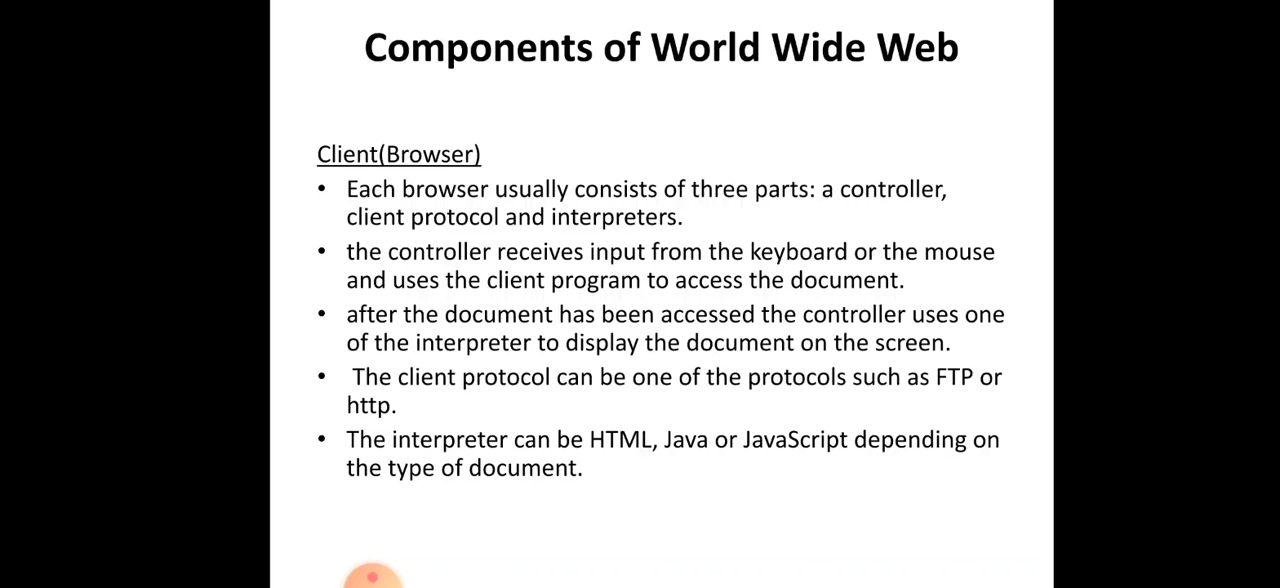 Components of World Wide Web
Client(Browser)
• Each browser usually consists of three parts: a controller,
client protocol and interpreters.
• the controller receives input from the keyboard or the mouse
and uses the client program to access the document.
• after the document has been accessed the controller uses one
of the interpreter to display the document on the screen.
• The client protocol can be one of the protocols such as FTP or
http.
• The interpreter can be HTML, Java or JavaScript depending on
the type of document.